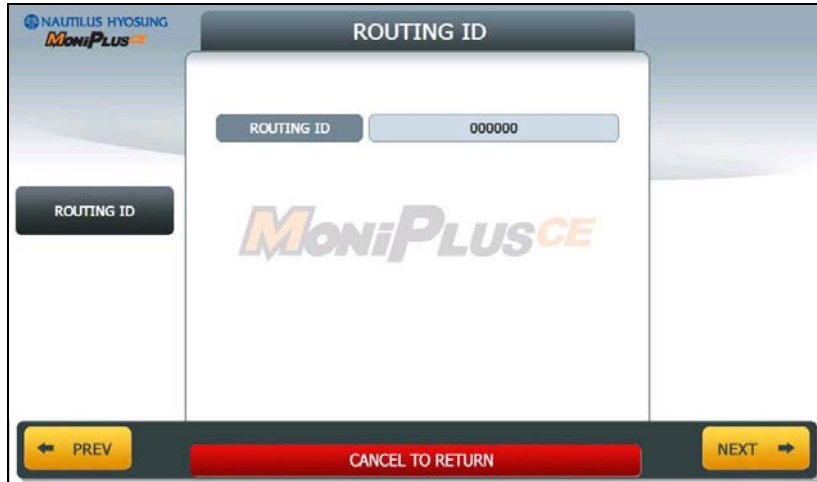 NAUTILUS HYOSUNG
MoniPlusCE
ROUTING ID
ROUTING ID 000000
ROUTING ID
MoniPlusCE
PREV
CANCEL TO RETURN
NEXT